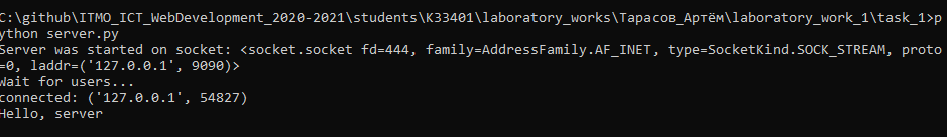 C:\github\ITMO_ICT_WebDevelopment_2020-2021\students\K33401\laboratory_works\Тарасов_Артём\laboratory_work_1\task_1>p
ython server.py
Server was started on socket: <socket.socket fd=444, family=AddressFamily.AF_INET, type=SocketKind.SOCK_STREAM, proto
=0, laddr=('127.0.0.1', 9090)>
Wait for users...
connected: ('127.0.0.1', 54827)
Hello, server